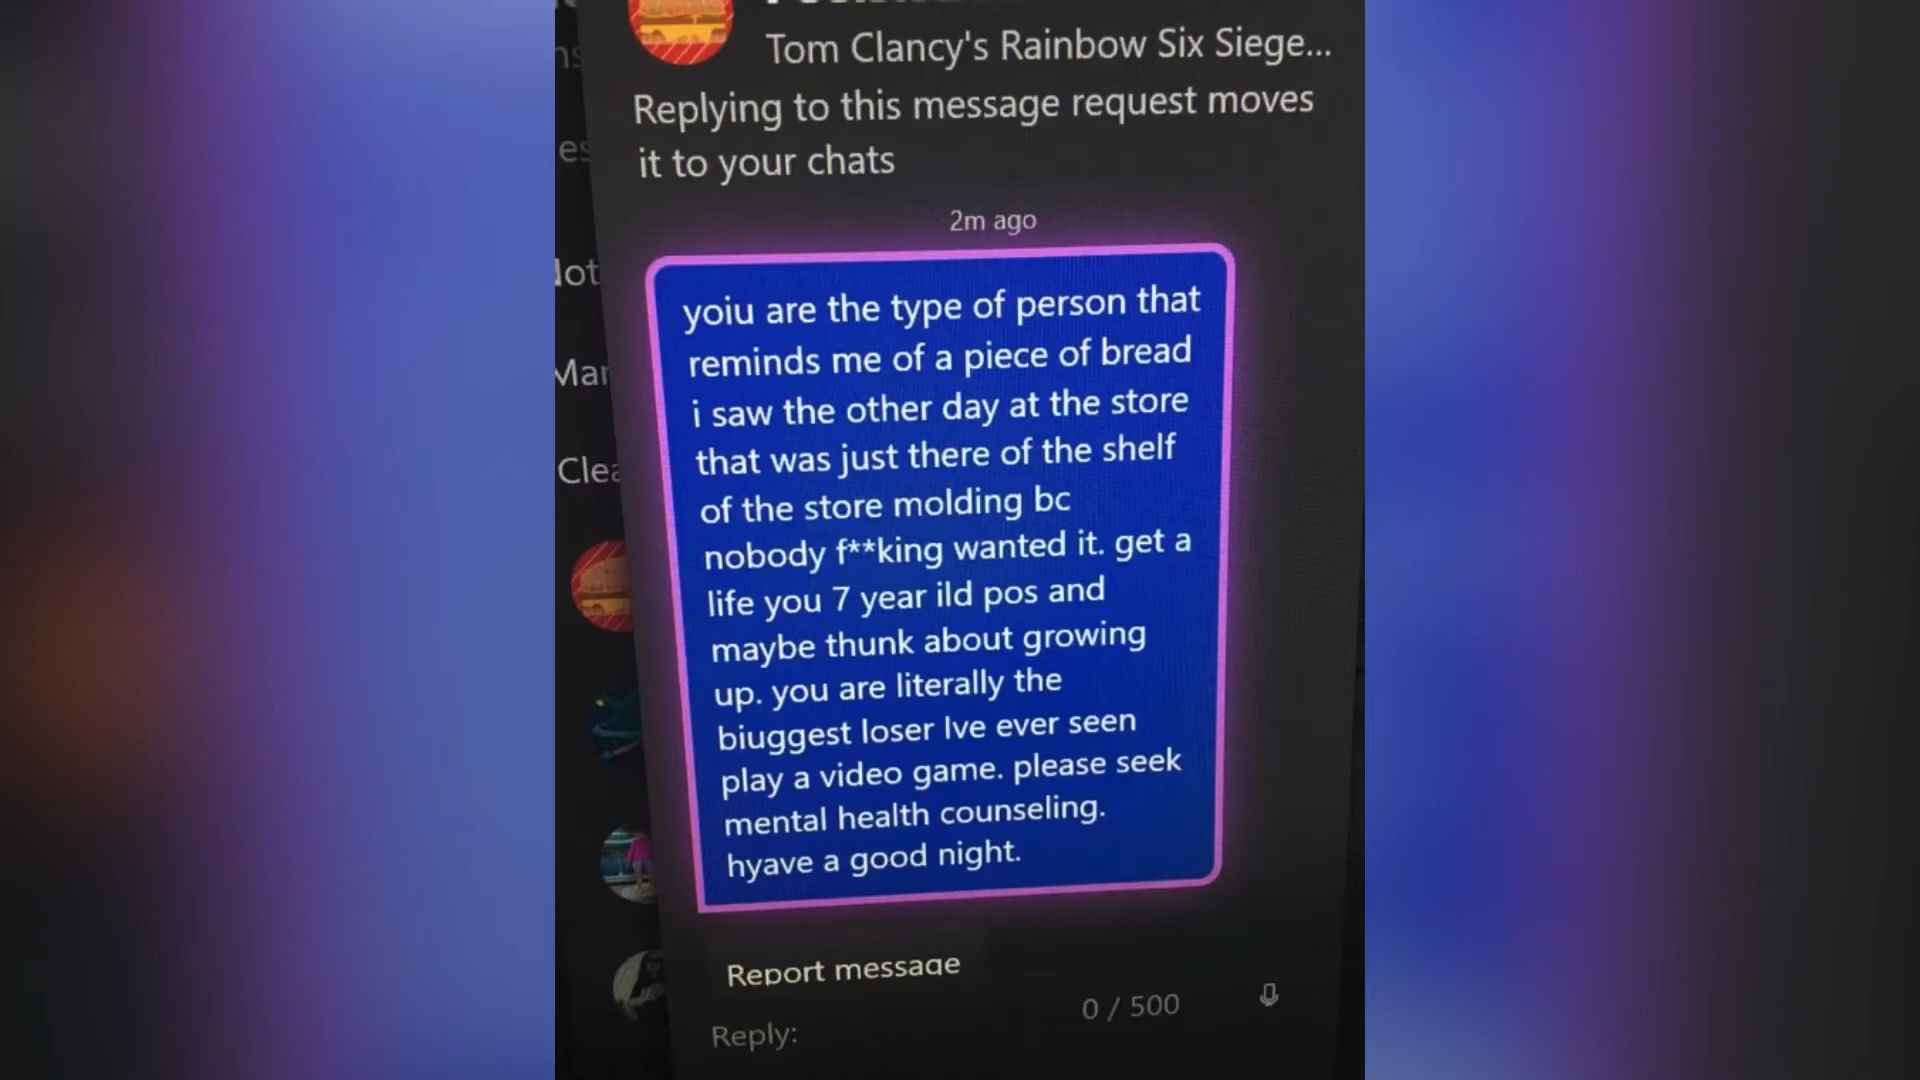 Tom Clancy's Rainbow Six Siege...
Replying to this message request moves
it to your chats
2m ago
yoiu are the type of person that
reminds me of a piece of bread
i saw the other day at the store
that was just there of the shelf
of the store molding bc
nobody f**king wanted it. get a
life you 7 year ild pos and
maybe thunk about growing
up. you are literally the
biuggest loser Ive ever seen
play a video game. please seek
mental health counseling.
hyave a good night.
Report message
0 / 500
Reply: